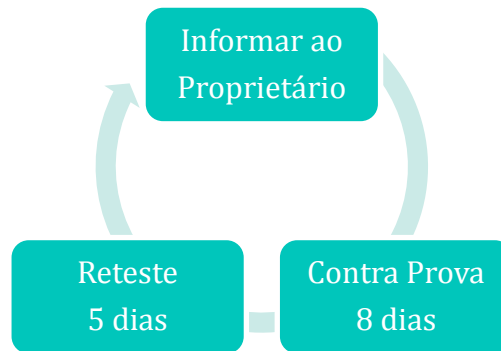 Informar ao
Proprietário
Reteste
5 dias
Contra Prova
8 dias